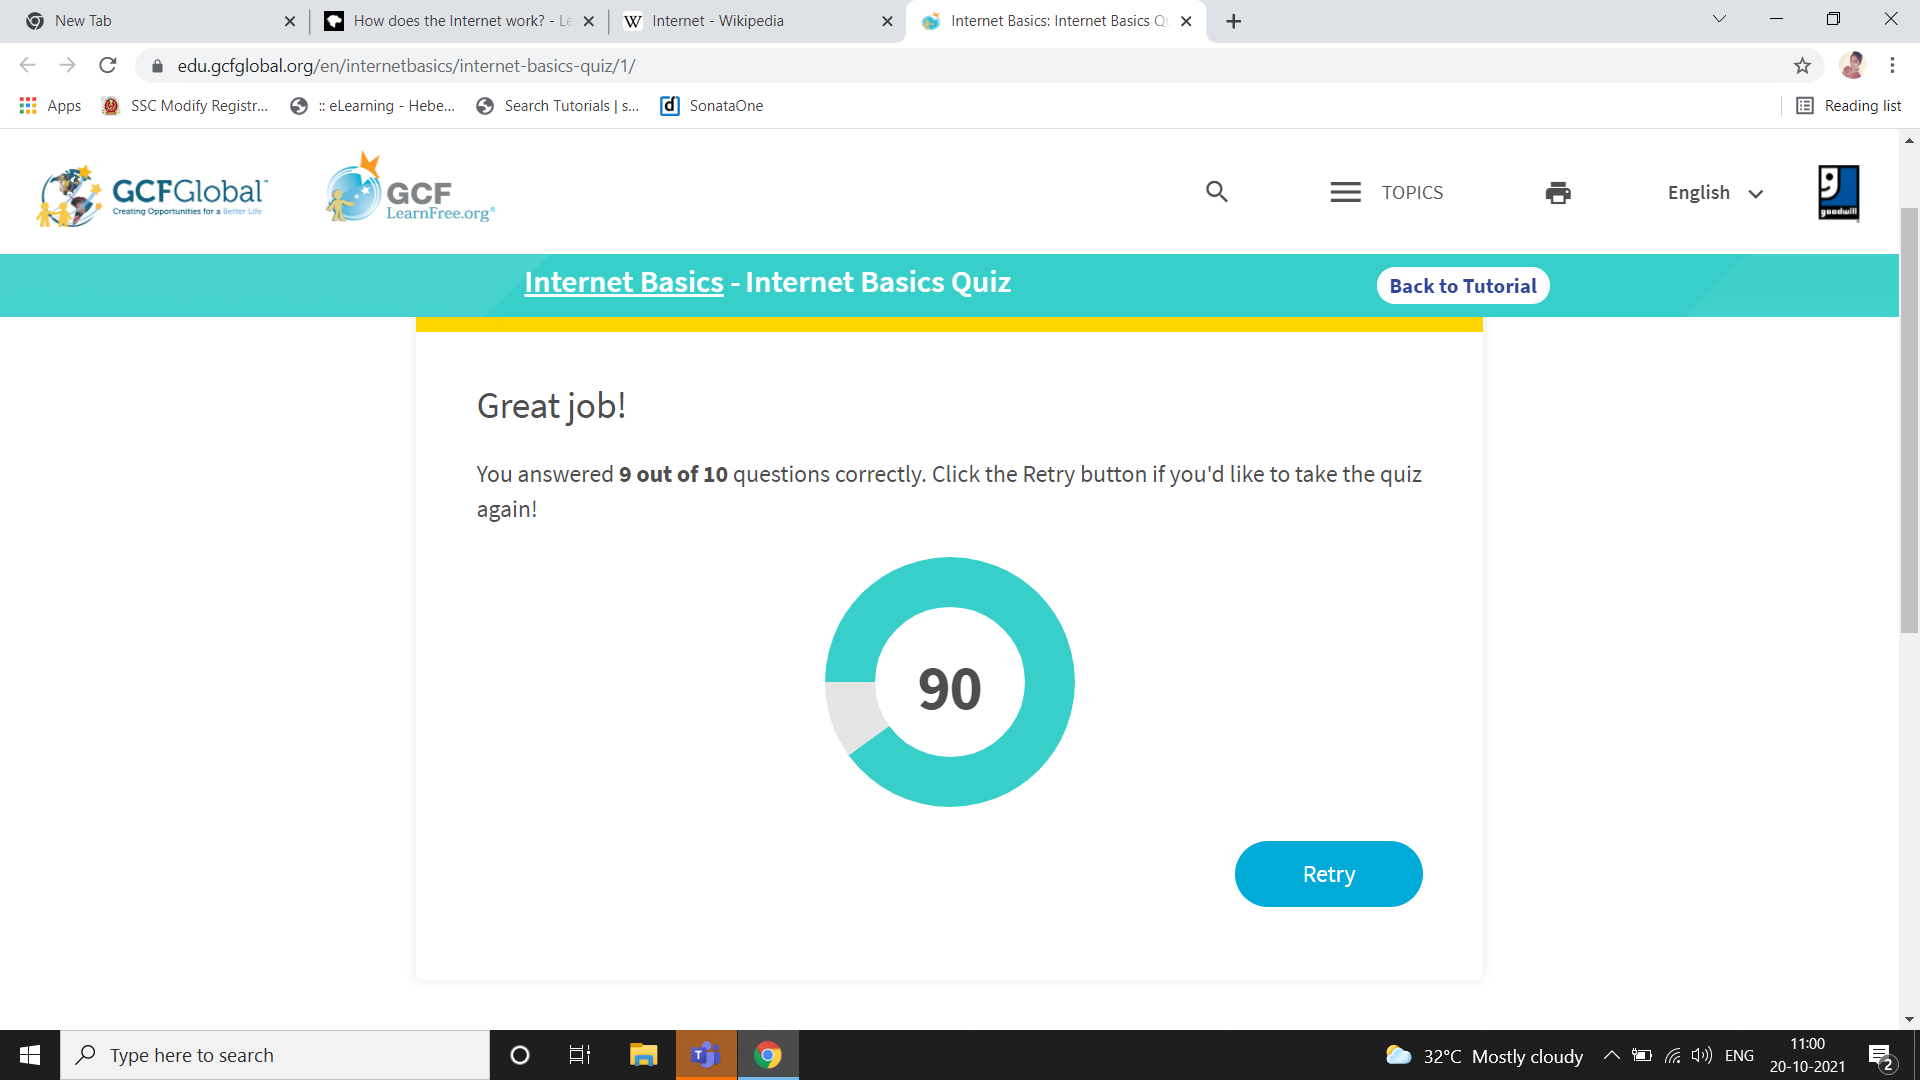 New Tab
How does the Internet work? - Le
Internet - Wikipedia
Internet Basics: Internet Basics Qu
edu.gcfglobal.org/en/internetbasics/internet-basics-quiz/1/
Apps
SSC Modify Registr...
:: eLearning - Hebe...
Search Tutorials | s...
SonataOne
Reading list
GCFGlobal™
Creating Opportunities for a Better Life
GCF
LearnFree.org®
TOPICS
English
goodwill
Internet Basics - Internet Basics Quiz
Back to Tutorial
Great job!
You answered 9 out of 10 questions correctly. Click the Retry button if you'd like to take the quiz
again!
90
Retry
Type here to search
32°C Mostly cloudy
ENG
11:00
20-10-2021
2